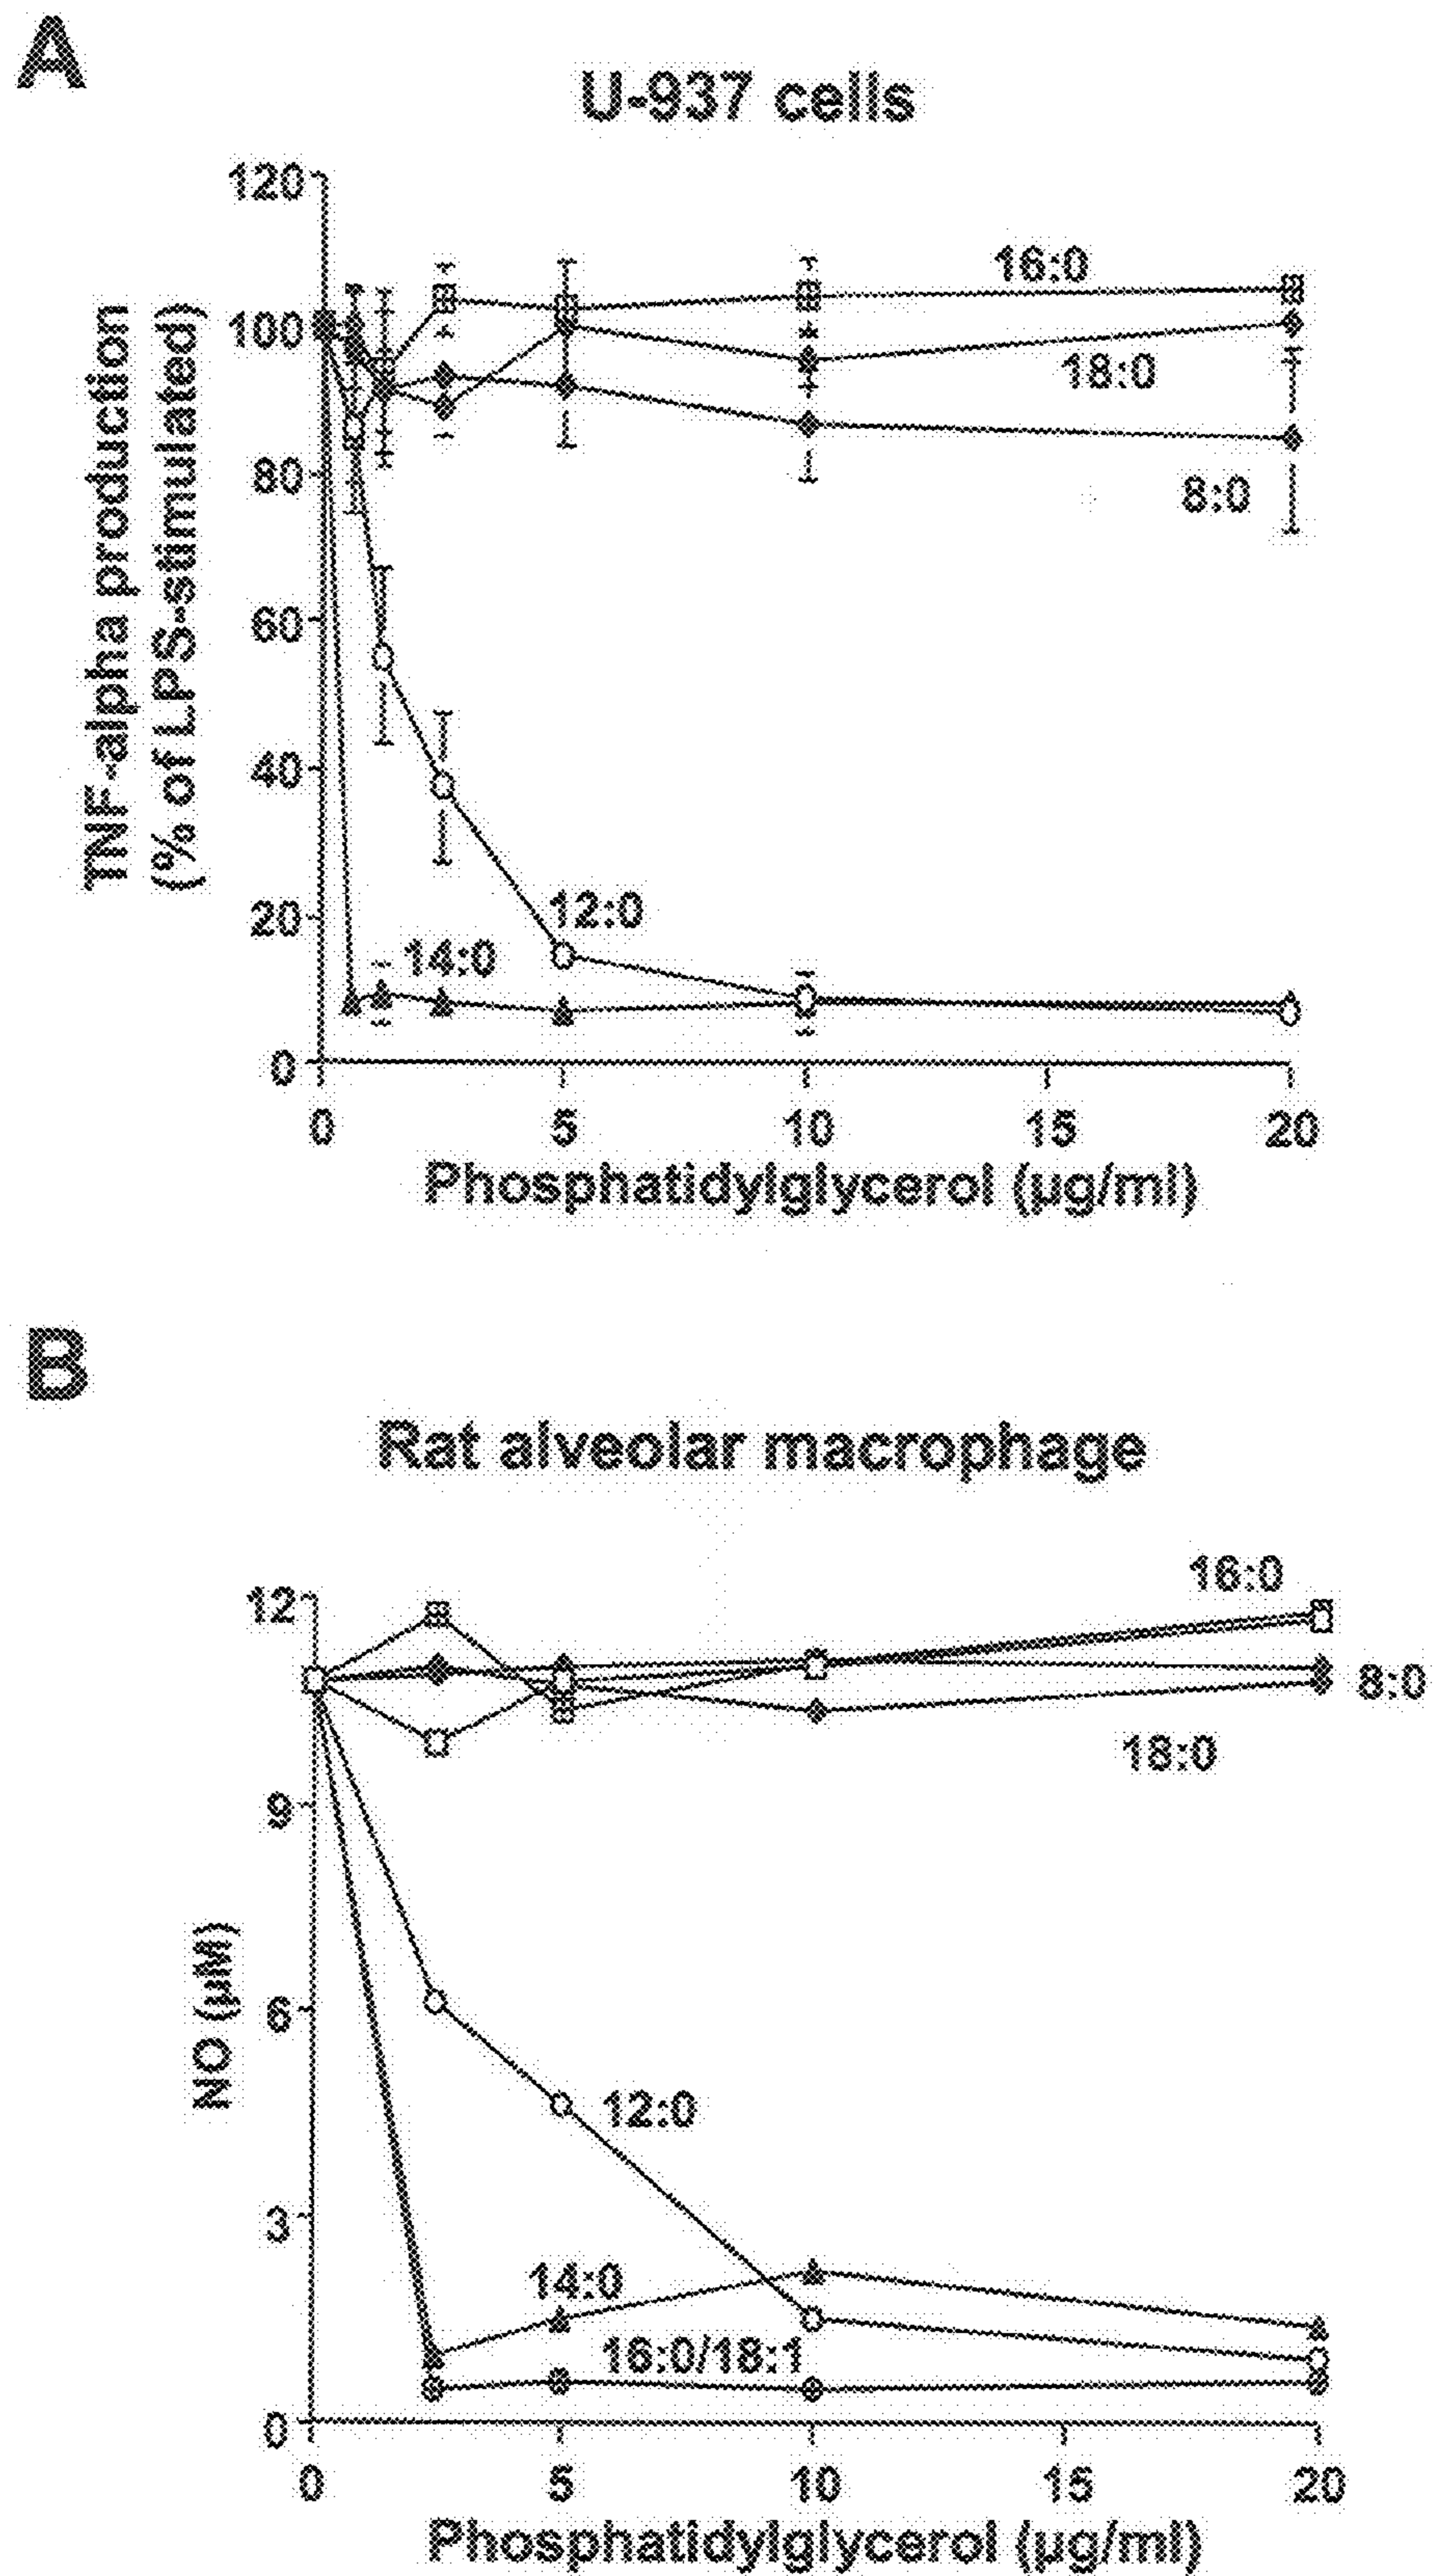 A
U-937 cells
TNF-alpha production
(% of LPS-stimulated)
120
100
80
60
40
20
0
16:0
18:0
8:0
12:0
14:0
0 5 10 15 20
Phosphatidylglycerol (µg/ml)
B
Rat alveolar macrophage
NO (µM)
12
9
6
3
0
16:0
8:0
18:0
12:0
14:0
16:0/18:1
0 5 10 15 20
Phosphatidylglycerol (µg/ml)